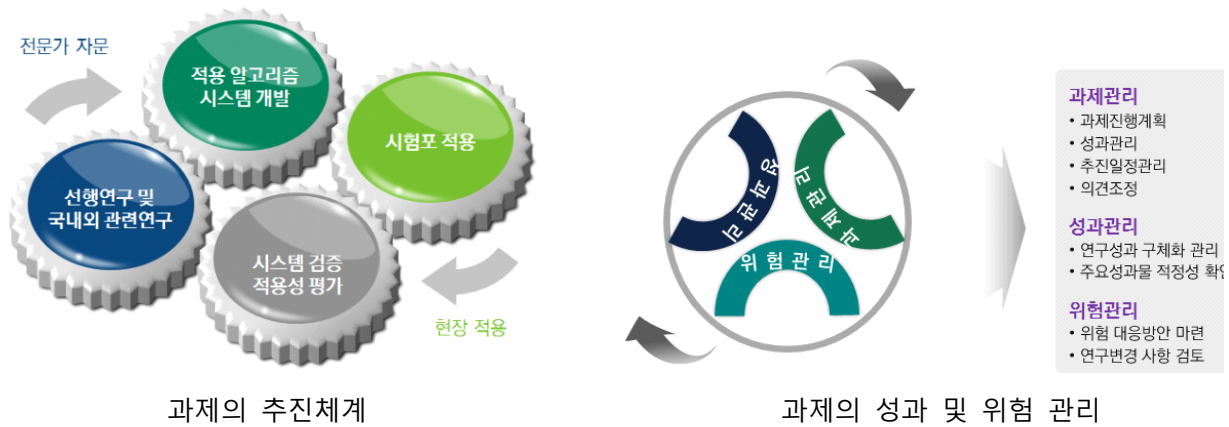 전문가 자문
적용 알고리즘
시스템 개발
시험포 적용
선행연구 및
국내외 관련연구
시스템 검증
적용성 평가
현장 적용
과제의 추진체계
성과관리
과제관리
위험관리
과제관리
• 과제진행계획
• 성과관리
• 추진일정관리
• 의견조정
성과관리
• 연구성과 구체화 관리
• 주요성과물 적정성 확인
위험관리
• 위험 대응방안 마련
• 연구변경 사항 검토
과제의 성과 및 위험 관리